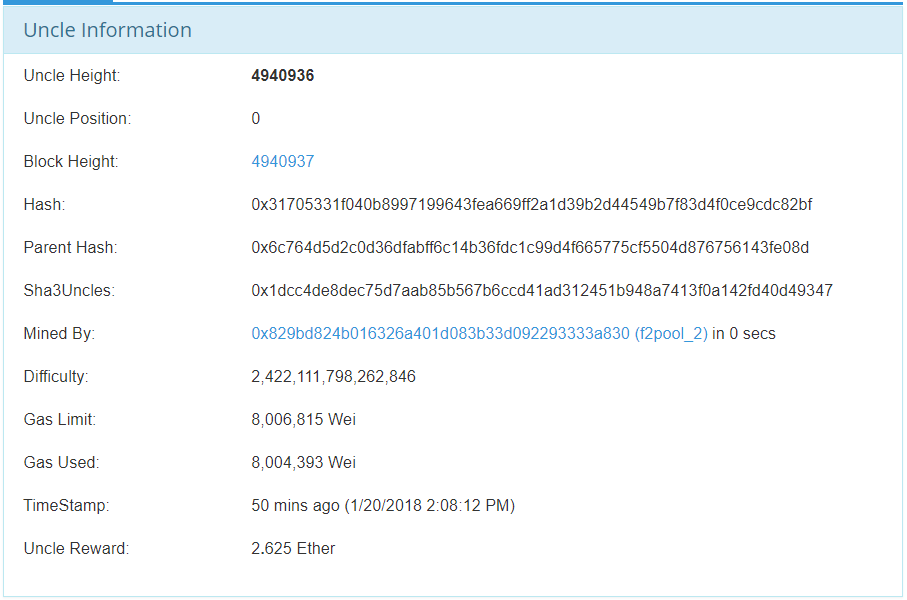 Uncle Information
Uncle Height: 4940936
Uncle Position: 0
Block Height: 4940937
Hash: 0x31705331f040b8997199643fea669ff2a1d39b2d44549b7f83d4f0ce9cdc82bf
Parent Hash: 0x6c764d5d2c0d36dfabff6c14b36fdc1c99d4f665775cf5504d876756143fe08d
Sha3Uncles: 0x1dcc4de8dec75d7aab85b567b6ccd41ad312451b948a7413f0a142fd40d49347
Mined By: 0x829bd824b016326a401d083b33d092293333a830 (f2pool_2) in 0 secs
Difficulty: 2,422,111,798,262,846
Gas Limit: 8,006,815 Wei
Gas Used: 8,004,393 Wei
TimeStamp: 50 mins ago (1/20/2018 2:08:12 PM)
Uncle Reward: 2.625 Ether